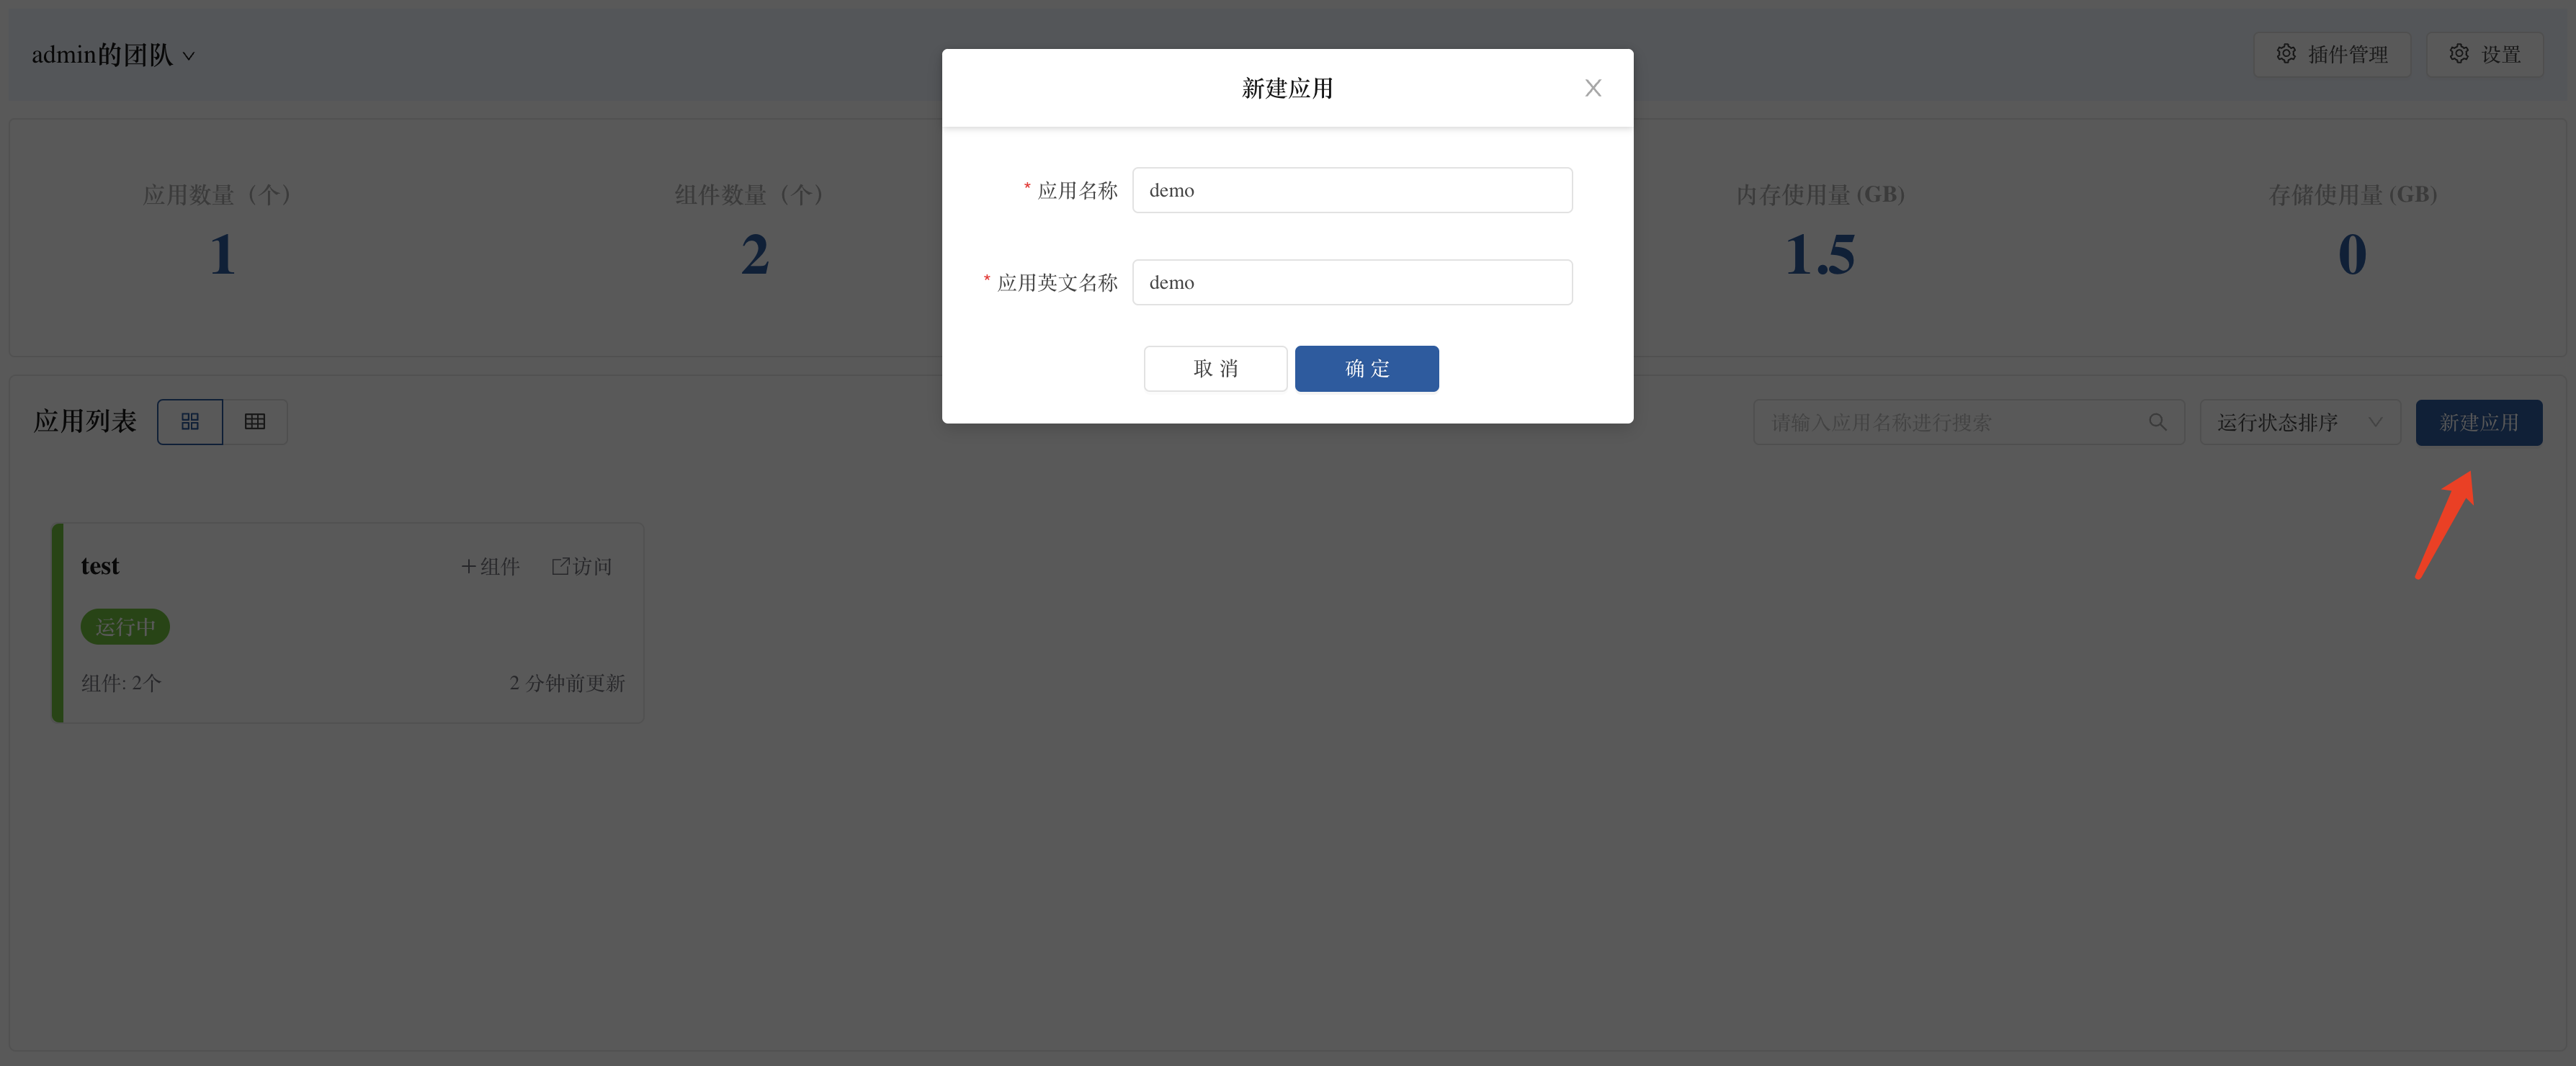 admin的团队
插件管理
设置
新建应用
* 应用名称
demo
* 应用英文名称
demo
取 消
确 定
应用数量（个）
1
组件数量（个）
2
内存使用量 (GB)
1.5
存储使用量 (GB)
0
应用列表
请输入应用名称进行搜索
运行状态排序
新建应用
test
组件
访问
运行中
组件: 2个
2 分钟前更新